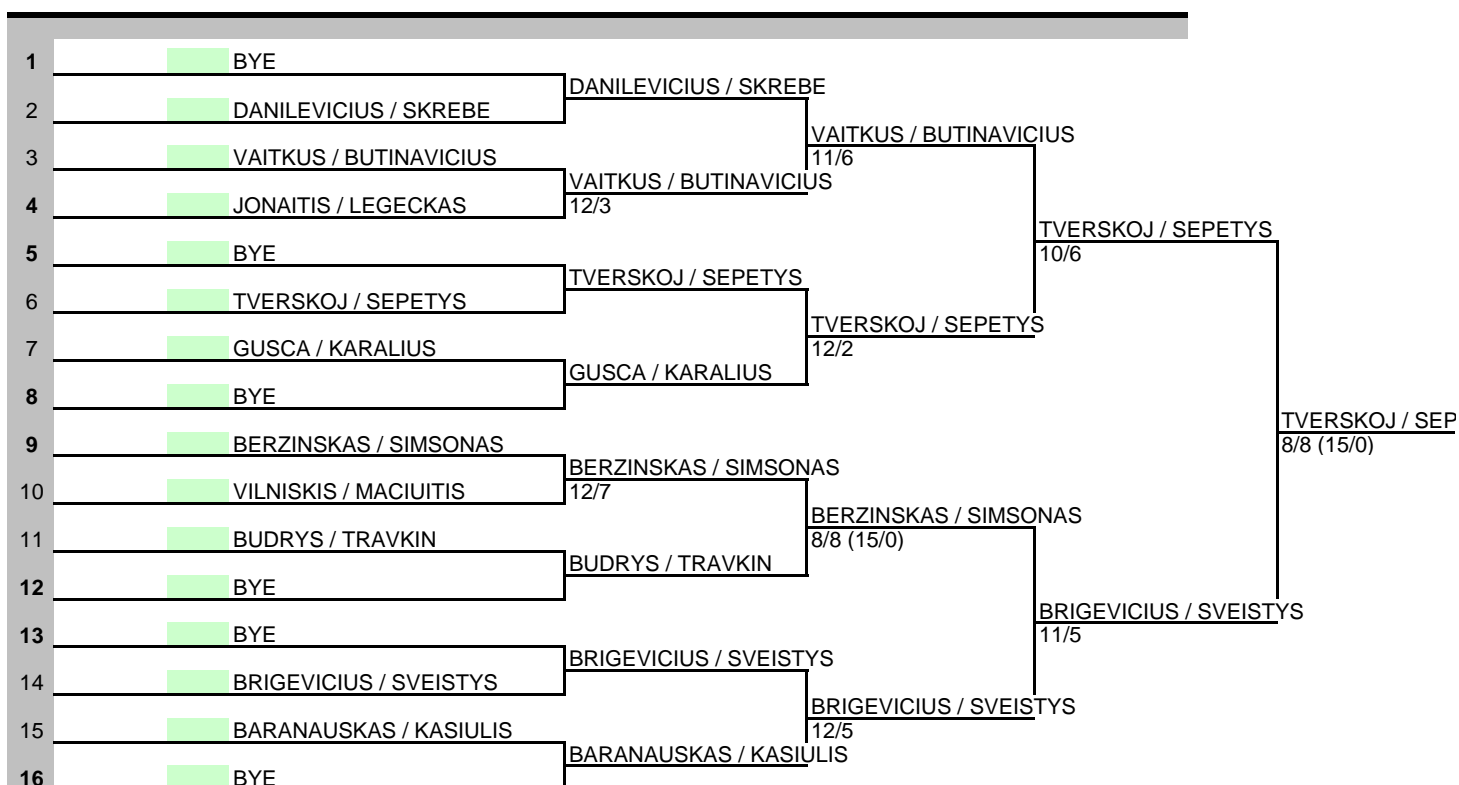 1 BYE
DANILEVICIUS / SKREBE
2 DANILEVICIUS / SKREBE
VAITKUS / BUTINAVICIUS
3 VAITKUS / BUTINAVICIUS 11/6
VAITKUS / BUTINAVICIUS
4 JONAITIS / LEGECKAS 12/3
TVERSKOJ / SEPETYS
5 BYE 10/6
TVERSKOJ / SEPETYS
6 TVERSKOJ / SEPETYS
TVERSKOJ / SEPETYS
7 GUSCA / KARALIUS 12/2
GUSCA / KARALIUS
8 BYE
TVERSKOJ / SEP
9 BERZINSKAS / SIMSONAS 8/8 (15/0)
BERZINSKAS / SIMSONAS
10 VILNISKIS / MACIUITIS 12/7
BERZINSKAS / SIMSONAS
11 BUDRYS / TRAVKIN 8/8 (15/0)
BUDRYS / TRAVKIN
12 BYE
BRIGEVICIUS / SVEISTYS
13 BYE 11/5
BRIGEVICIUS / SVEISTYS
14 BRIGEVICIUS / SVEISTYS
BRIGEVICIUS / SVEISTYS
15 BARANAUSKAS / KASIULIS 12/5
BARANAUSKAS / KASIULIS
16 BYE